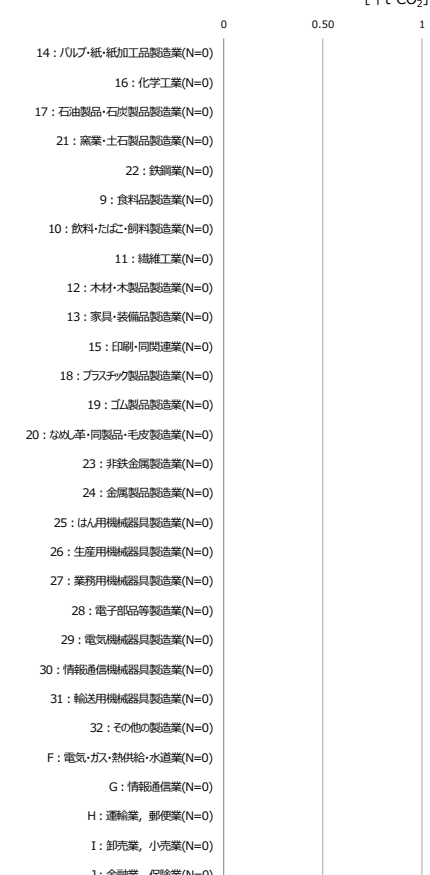 [千t-CO₂]
0 0.50 1
14：パルプ・紙・紙加工品製造業(N=0)
16：化学工業(N=0)
17：石油製品・石炭製品製造業(N=0)
21：窯業・土石製品製造業(N=0)
22：鉄鋼業(N=0)
9：食料品製造業(N=0)
10：飲料・たばこ・飼料製造業(N=0)
11：繊維工業(N=0)
12：木材・木製品製造業(N=0)
13：家具・装備品製造業(N=0)
15：印刷・同関連業(N=0)
18：プラスチック製品製造業(N=0)
19：ゴム製品製造業(N=0)
20：なめし革・同製品・毛皮製造業(N=0)
23：非鉄金属製造業(N=0)
24：金属製品製造業(N=0)
25：はん用機械器具製造業(N=0)
26：生産用機械器具製造業(N=0)
27：業務用機械器具製造業(N=0)
28：電子部品等製造業(N=0)
29：電気機械器具製造業(N=0)
30：情報通信機械器具製造業(N=0)
31：輸送用機械器具製造業(N=0)
32：その他の製造業(N=0)
F：電気・ガス・熱供給・水道業(N=0)
G：情報通信業(N=0)
H：運輸業，郵便業(N=0)
I：卸売業，小売業(N=0)
J：金融業，保険業(N=0)